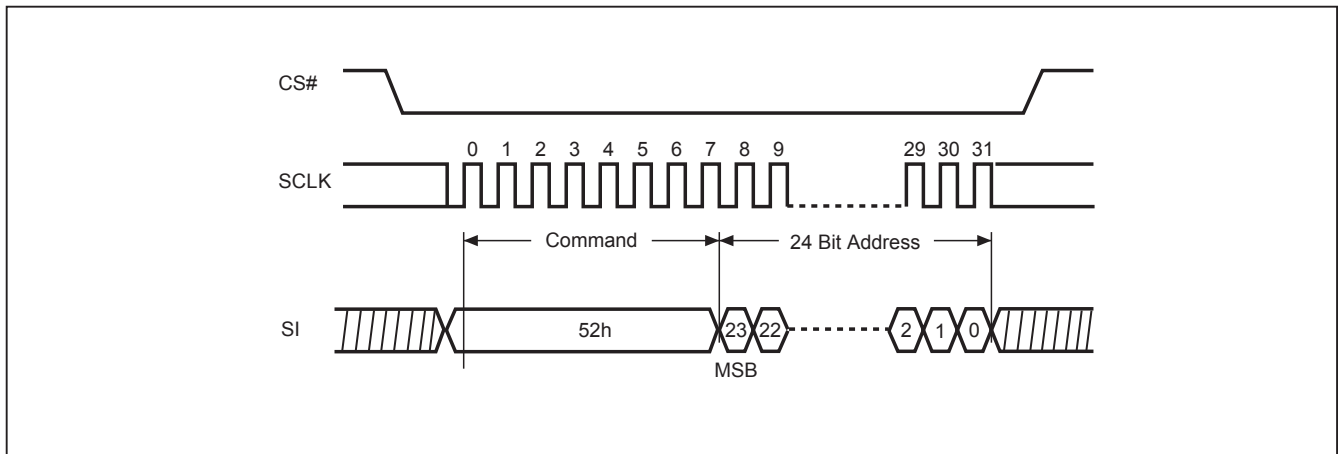 CS#
0 1 2 3 4 5 6 7 8 9 29 30 31
SCLK
Command 24 Bit Address
SI 52h 23 22 2 1 0
MSB